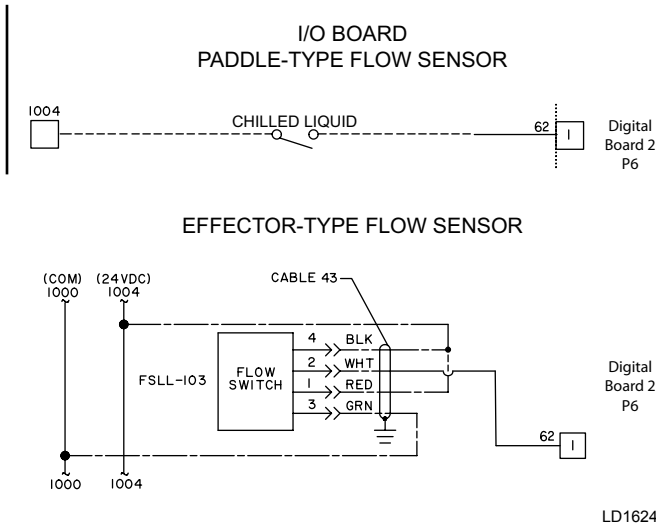 I/O BOARD
PADDLE-TYPE FLOW SENSOR
1004
CHILLED LIQUID
62
I
Digital
Board 2
P6
EFFECTOR-TYPE FLOW SENSOR
(COM) (24VDC)
1000 1004
CABLE 43
FSLL-103
FLOW
SWITCH
4 BLK
2 WHT
1 RED
3 GRN
Digital
Board 2
P6
62
I
1000 1004
LD1624